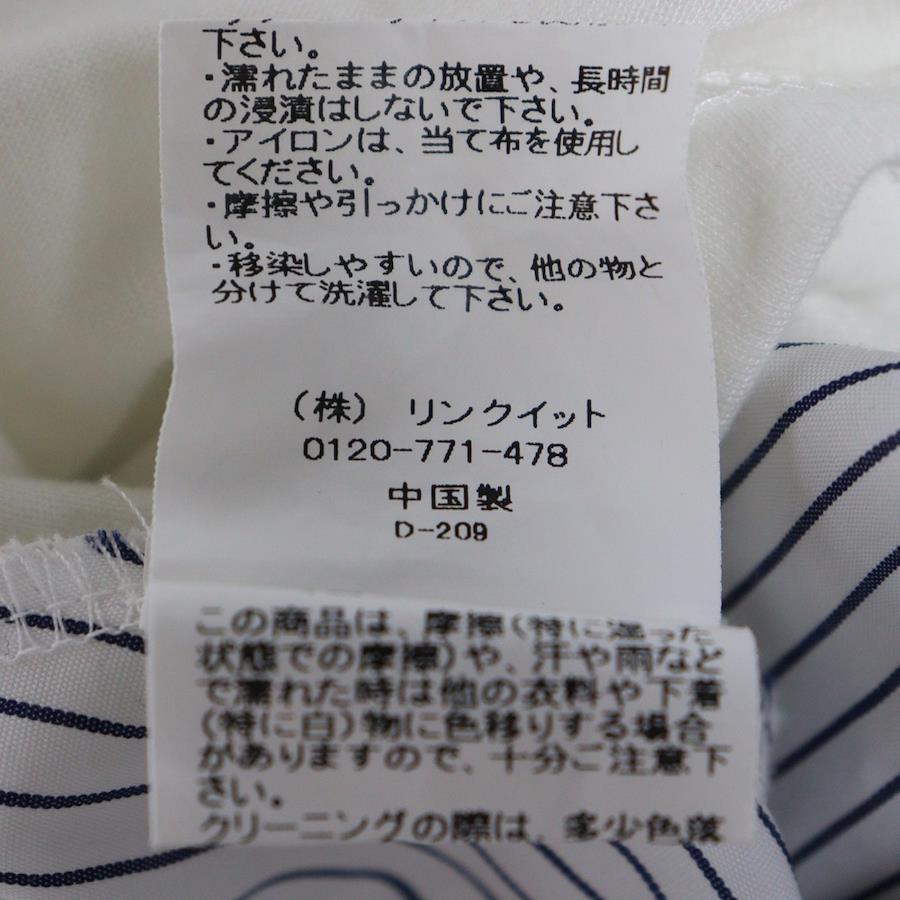 下さい。
・濡れたままの放置や、長時間
の浸漬はしないで下さい。
・アイロンは、当て布を使用し
てください。
・摩擦や引っかけにご注意下さ
い。
・移染しやすいので、他の物と
分けて洗濯して下さい。
(株) リンクイット
0120-771-478
中国製
D-209
この商品は、摩擦(特に湿った
状態での摩擦)や、汗や雨など
で濡れた時は他の衣料や下着
(特に白)物に色移りする場合
がありますので、十分ご注意下
さい。
クリーニングの際は、多少色落